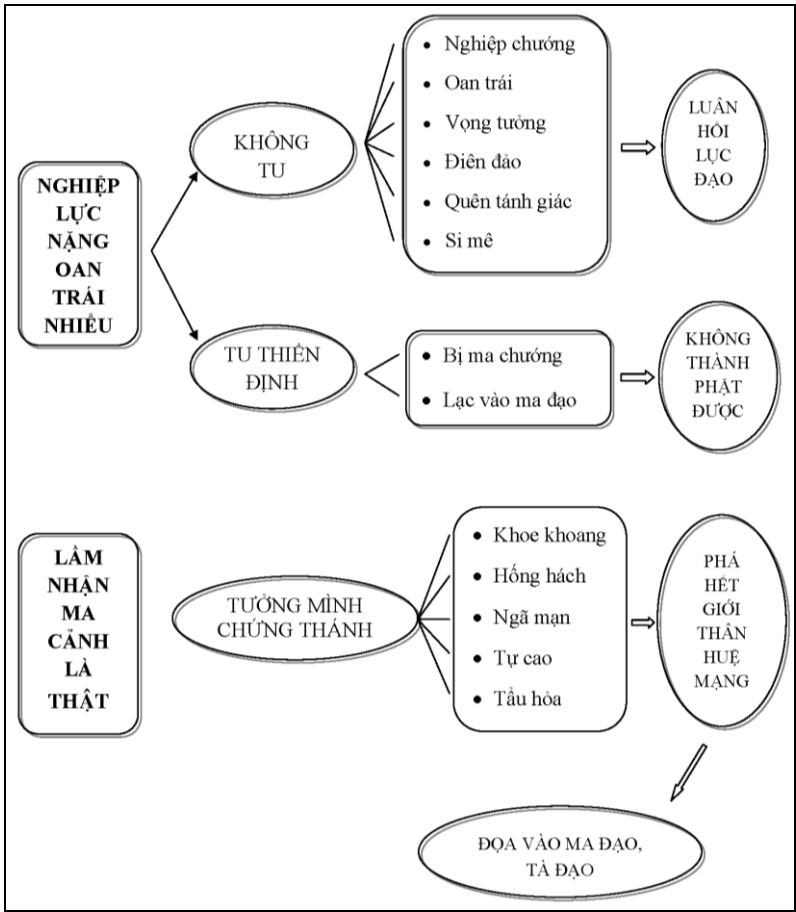 NGHIỆP
LỰC
NẶNG
OAN
TRÁI
NHIỀU
KHÔNG
TU
• Nghiệp chướng
• Oan trái
• Vọng tưởng
• Điên đảo
• Quên tánh giác
• Si mê
LUÂN
HỒI
LỤC
ĐẠO
TU THIỀN
ĐỊNH
• Bị ma chướng
• Lạc vào ma đạo
KHÔNG
THÀNH
PHẬT
ĐƯỢC
LẦM
NHẬN
MA
CẢNH
LÀ
THẬT
TƯỞNG MÌNH
CHỨNG THÁNH
• Khoe khoang
• Hống hách
• Ngã mạn
• Tự cao
• Tẩu hỏa
PHÁ
HẾT
GIỚI
THÂN
HUỆ
MẠNG
ĐỌA VÀO MA ĐẠO,
TÀ ĐẠO